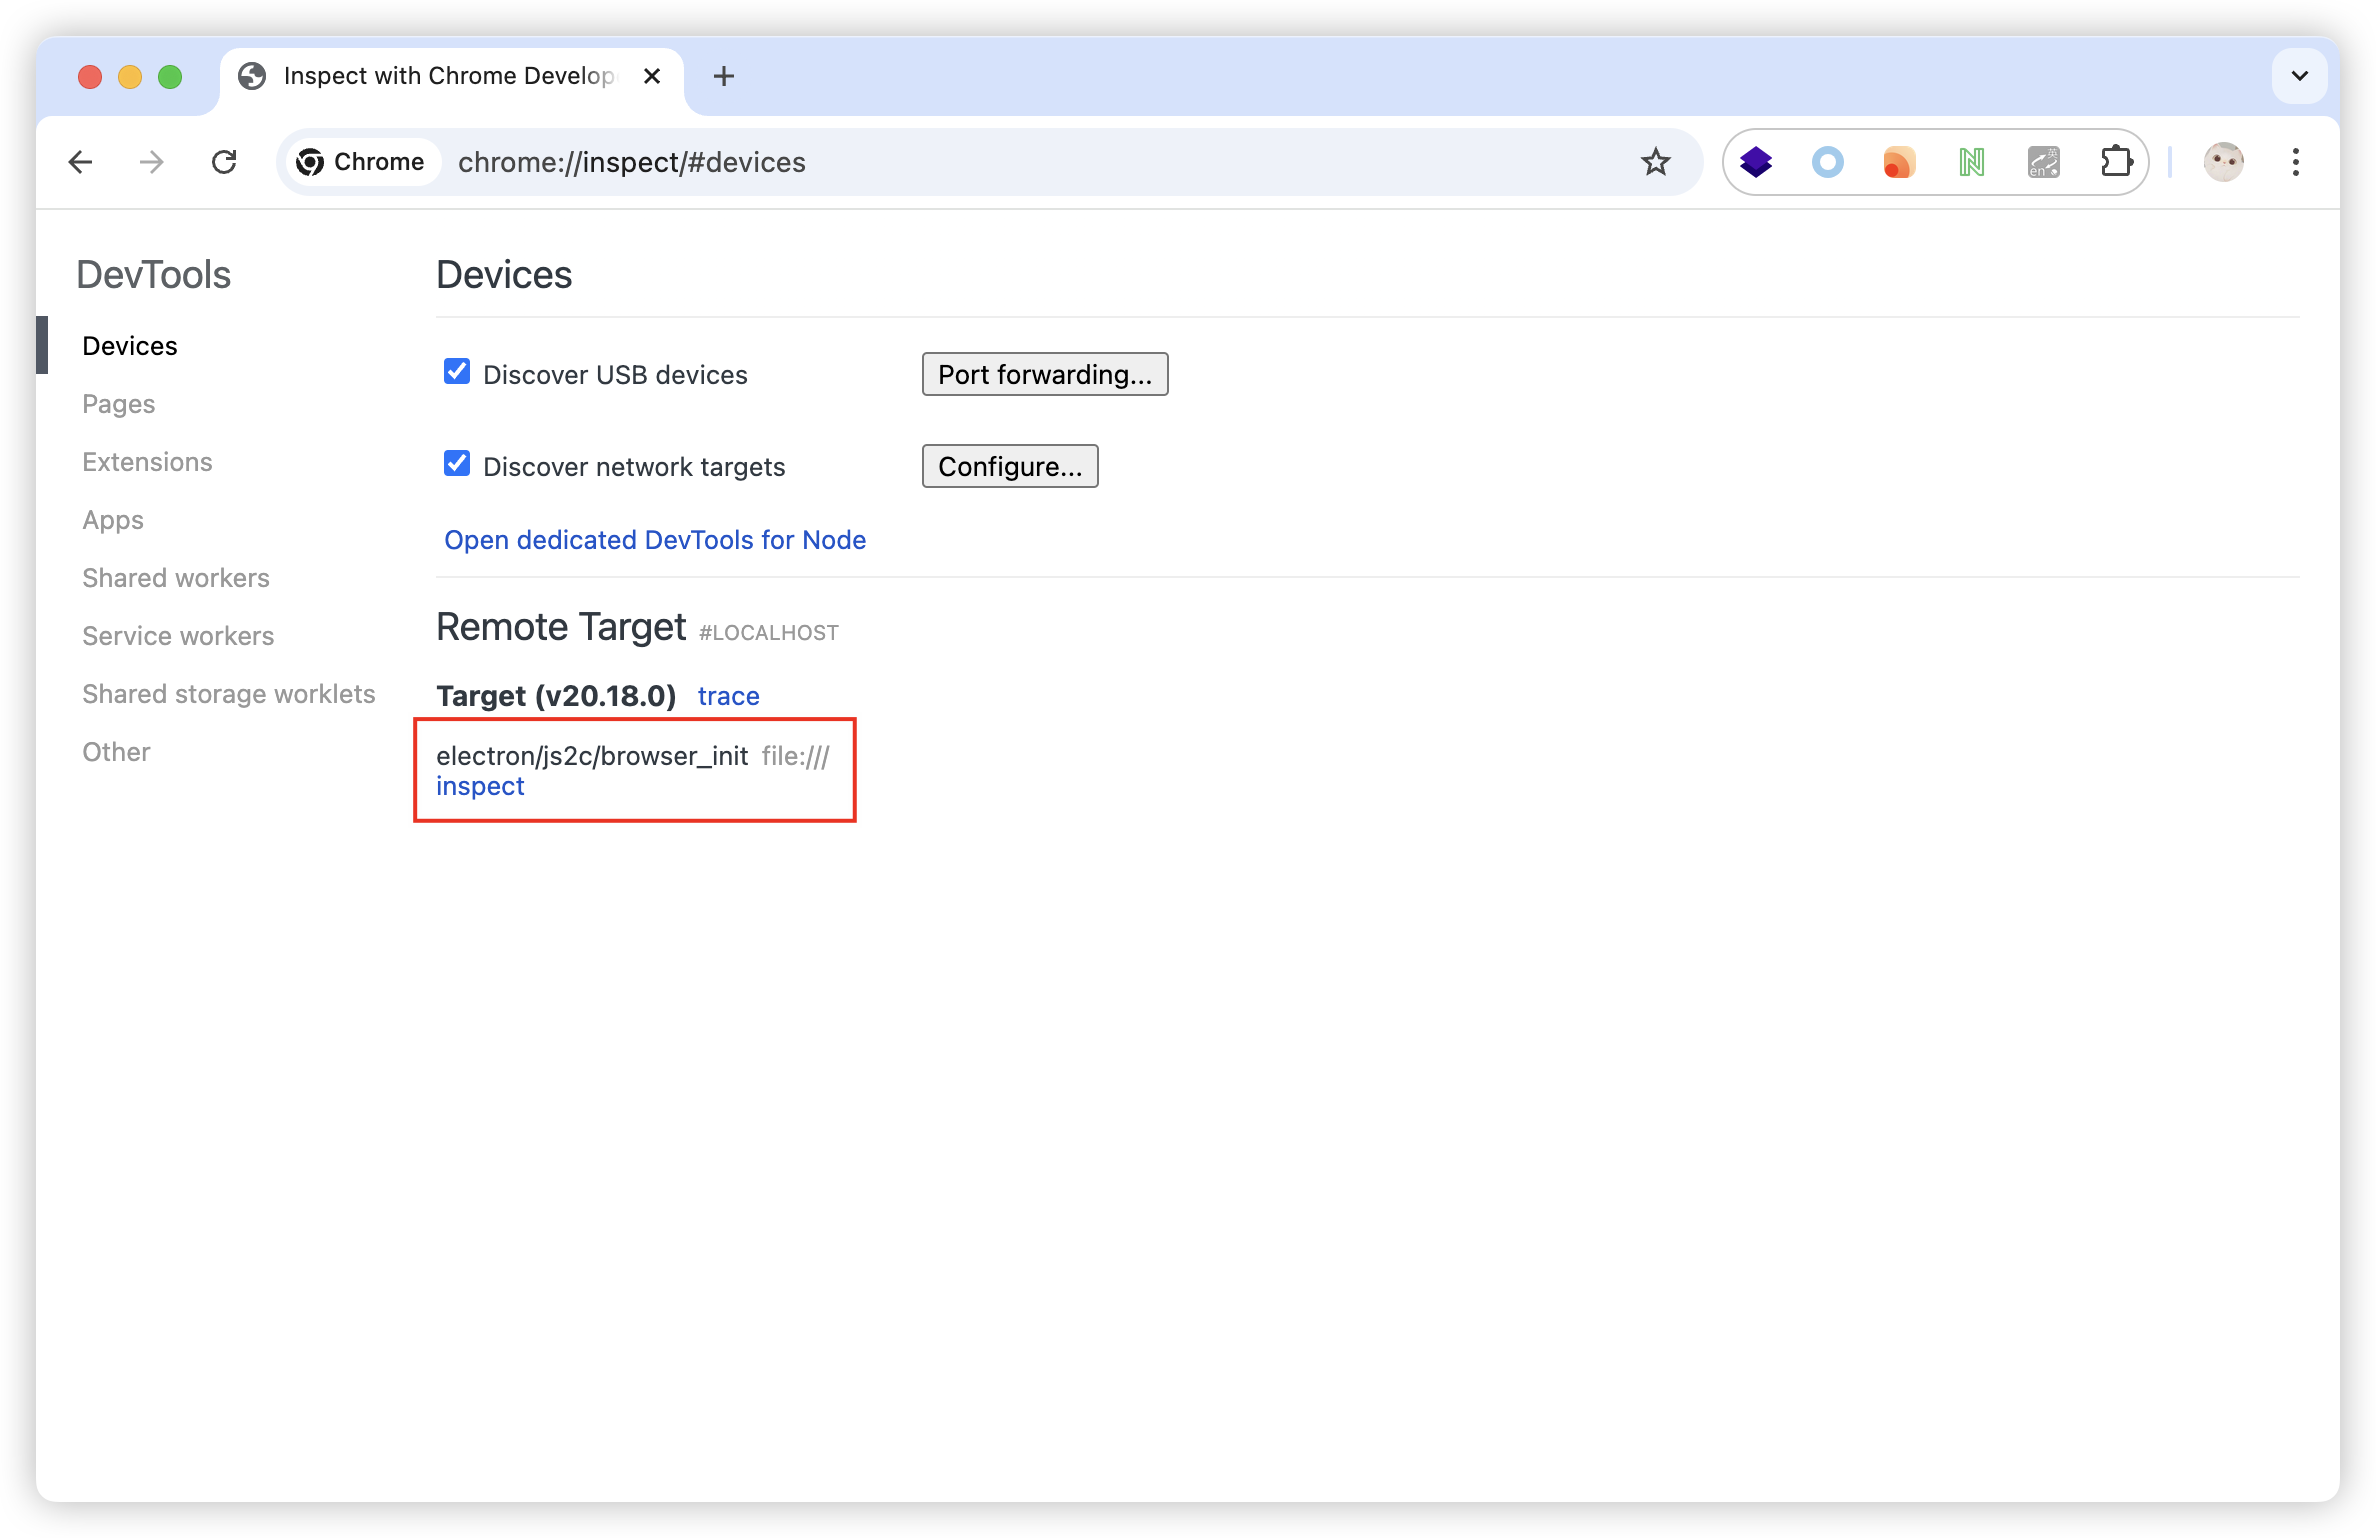 Inspect with Chrome Develop
Chrome
chrome://inspect/#devices
英
en
DevTools
Devices
Pages
Extensions
Apps
Shared workers
Service workers
Shared storage worklets
Other
Devices
Discover USB devices
Port forwarding...
Discover network targets
Configure...
Open dedicated DevTools for Node
Remote Target #LOCALHOST
Target (v20.18.0) trace
electron/js2c/browser_init file:///
inspect